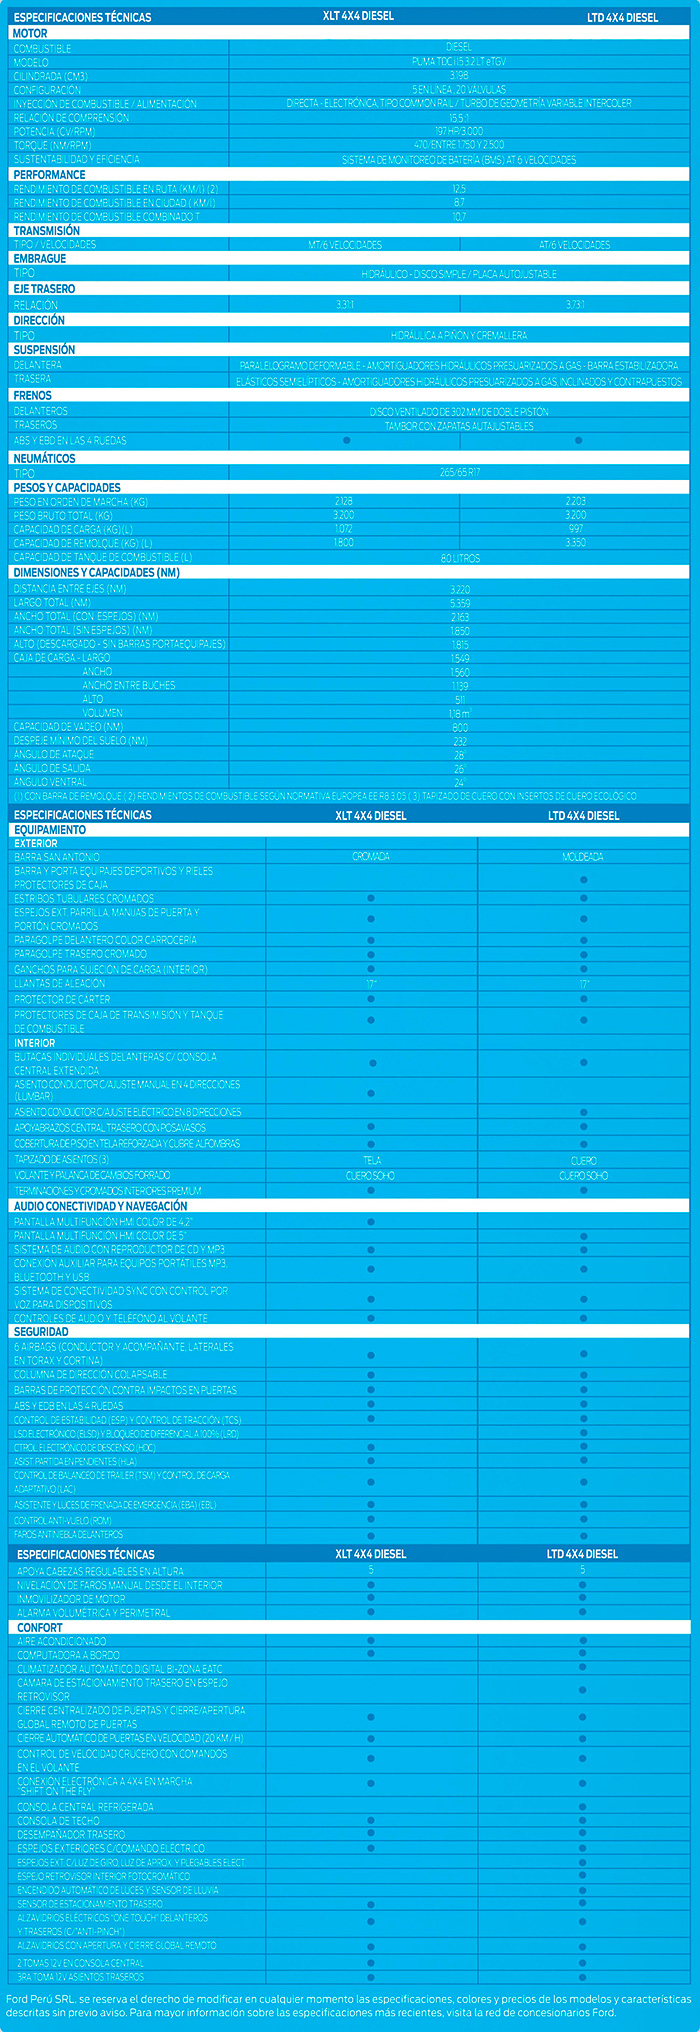 ESPECIFICACIONES TÉCNICAS XLT 4X4 DIESEL LTD 4X4 DIESEL
MOTOR
COMBUSTIBLE DIESEL
MODELO PUMA TDCi I5 3.2 LT eTGV
CILINDRADA (CM3) 3.198
CONFIGURACIÓN 5 EN LÍNEA, 20 VÁLVULAS
INYECCIÓN DE COMBUSTIBLE / ALIMENTACIÓN DIRECTA - ELECTRÓNICA, TIPO COMMON RAIL / TURBO DE GEOMETRÍA VARIABLE INTERCOLER
RELACIÓN DE COMPRENSIÓN 15.5:1
POTENCIA (CV/RPM) 197 HP/3.000
TORQUE (NM/RPM) 470/ENTRE 1.750 Y 2.500
SUSTENTABILIDAD Y EFICIENCIA SISTEMA DE MONITOREO DE BATERÍA (BMS) AT 6 VELOCIDADES
PERFORMANCE
RENDIMIENTO DE COMBUSTIBLE EN RUTA (KM/l) (2) 12,5
RENDIMIENTO DE COMBUSTIBLE EN CIUDAD ( KM/l) 8,7
RENDIMIENTO DE COMBUSTIBLE COMBINADO T 10,7
TRANSMISIÓN
TIPO / VELOCIDADES MT/6 VELOCIDADES AT/6 VELOCIDADES
EMBRAGUE
TIPO HIDRÁULICO - DISCO SIMPLE / PLACA AUTOJUSTABLE
EJE TRASERO
RELACIÓN 3,31:1 3,73:1
DIRECCIÓN
TIPO HIDRÁULICA A PIÑÓN Y CREMALLERA
SUSPENSIÓN
DELANTERA PARALELOGRAMO DEFORMABLE - AMORTIGUADORES HIDRÁULICOS PRESUARIZADOS A GAS - BARRA ESTABILIZADORA
TRASERA ELÁSTICOS SEMIELÍPTICOS - AMORTIGUADORES HIDRÁULICOS PRESUARIZADOS A GAS, INCLINADOS Y CONTRAPUESTOS
FRENOS
DELANTEROS DISCO VENTILADO DE 302 MM DE DOBLE PISTÓN
TRASEROS TAMBOR CON ZAPATAS AUTAJUSTABLES
ABS Y EBD EN LAS 4 RUEDAS ● ●
NEUMÁTICOS
TIPO 265/65 R17
PESOS Y CAPACIDADES
PESO EN ORDEN DE MARCHA (KG) 2.128 2.203
PESO BRUTO TOTAL (KG) 3.200 3.200
CAPACIDAD DE CARGA (KG)(L) 1.072 997
CAPACIDAD DE REMOLQUE (KG) (L) 1.800 3.350
CAPACIDAD DE TANQUE DE COMBUSTIBLE (L) 80 LITROS
DIMENSIONES Y CAPACIDADES (NM)
DISTANCIA ENTRE EJES (NM) 3.220
LARGO TOTAL (NM) 5.359
ANCHO TOTAL (CON ESPEJOS) (NM) 2.163
ANCHO TOTAL (SIN ESPEJOS) (NM) 1.850
ALTO (DESCARGADO - SIN BARRAS PORTAEQUIPAJES) 1.815
CAJA DE CARGA - LARGO 1.549
ANCHO 1.560
ANCHO ENTRE BUCHES 1.139
ALTO 511
VOLUMEN 1,18 m³
CAPACIDAD DE VADEO (NM) 800
DESPEJE MÍNIMO DEL SUELO (NM) 232
ÁNGULO DE ATAQUE 28°
ÁNGULO DE SALIDA 26°
ÁNGULO VENTRAL 24°
(1) CON BARRA DE REMOLQUE ( 2) RENDIMIENTOS DE COMBUSTIBLE SEGÚN NORMATIVA EUROPEA EE R8 3.05 ( 3) TAPIZADO DE CUERO CON INSERTOS DE CUERO ECOLÓGICO
ESPECIFICACIONES TÉCNICAS XLT 4X4 DIESEL LTD 4X4 DIESEL
EQUIPAMIENTO
EXTERIOR
BARRA SAN ANTONIO CROMADA MOLDEADA
BARRA Y PORTA EQUIPAJES DEPORTIVOS Y RIELES
PROTECTORES DE CAJA ●
ESTRIBOS TUBULARES CROMADOS ● ●
ESPEJOS EXT. PARRILLA, MANIJAS DE PUERTA Y
PORTÓN CROMADOS ● ●
PARAGOLPE DELANTERO COLOR CARROCERÍA ● ●
PARAGOLPE TRASERO CROMADO ● ●
GANCHOS PARA SUJECIÓN DE CARGA (INTERIOR) ● ●
LLANTAS DE ALEACIÓN 17" 17"
PROTECTOR DE CÁRTER ● ●
PROTECTORES DE CAJA DE TRANSIMISIÓN Y TANQUE
DE COMBUSTIBLE ● ●
INTERIOR
BUTACAS INDIVIDUALES DELANTERAS C/ CONSOLA
CENTRAL EXTENDIDA ● ●
ASIENTO CONDUCTOR C/AJUSTE MANUAL EN 4 DIRECCIONES
(LUMBAR) ●
ASIENTO CONDUCTOR C/AJUSTE ELÉCTRICO EN 8 DIRECCIONES ●
APOYABRAZOS CENTRAL TRASERO CON POSAVASOS ● ●
COBERTURA DE PISO EN TELA REFORZADA Y CUBRE ALFOMBRAS ● ●
TAPIZADO DE ASIENTOS (3) TELA CUERO
VOLANTE Y PALANCA DE CAMBIOS FORRADO CUERO SOHO CUERO SOHO
TERMINACIONES Y CROMADOS INTERIORES PREMIUM ● ●
AUDIO CONECTIVIDAD Y NAVEGACIÓN
PANTALLA MULTIFUNCIÓN HMI COLOR DE 4,2" ●
PANTALLA MULTIFUNCIÓN HMI COLOR DE 5" ●
SISTEMA DE AUDIO CON REPRODUCTOR DE CD Y MP3 ● ●
CONEXIÓN AUXILIAR PARA EQUIPOS PORTÁTILES MP3,
BLUETOOTH Y USB ● ●
SISTEMA DE CONECTIVIDAD SYNC CON CONTROL POR
VOZ PARA DISPOSITIVOS ● ●
CONTROLES DE AUDIO Y TELÉFONO AL VOLANTE ● ●
SEGURIDAD
6 AIRBAGS (CONDUCTOR Y ACOMPAÑANTE, LATERALES
EN TORAX Y CORTINA) ● ●
COLUMNA DE DIRECCIÓN COLAPSABLE ● ●
BARRAS DE PROTECCIÓN CONTRA IMPACTOS EN PUERTAS ● ●
ABS Y EDB EN LAS 4 RUEDAS ● ●
CONTROL DE ESTABILIDAD (ESP) Y CONTROL DE TRACCIÓN (TCS) ● ●
LSD ELECTRÓNICO (ELSD) Y BLOQUEO DE DIFERENCIAL A 100% (LRD) ●
CTROL ELECTRÓNICO DE DESCENSO (HDC) ● ●
ASIST. PARTIDA EN PENDIENTES (HLA) ● ●
CONTROL DE BALANCEO DE TRAILER (TSM) Y CONTROL DE CARGA
ADAPTATIVO (LAC) ● ●
ASISTENTE Y LUCES DE FRENADA DE EMERGENCIA (EBA) (EBL) ● ●
CONTROL ANTI-VUELO (ROM) ● ●
FAROS ANTINIEBLA DELANTEROS ● ●
ESPECIFICACIONES TÉCNICAS XLT 4X4 DIESEL LTD 4X4 DIESEL
APOYA CABEZAS REGULABLES EN ALTURA 5 5
NIVELACIÓN DE FAROS MANUAL DESDE EL INTERIOR ● ●
INMOVILIZADOR DE MOTOR ● ●
ALARMA VOLUMÉTRICA Y PERIMETRAL ● ●
CONFORT
AIRE ACONDICIONADO ● ●
COMPUTADORA A BORDO ● ●
CLIMATIZADOR AUTOMÁTICO DIGITAL BI-ZONA EATC ●
CÁMARA DE ESTACIONAMIENTO TRASERO EN ESPEJO
RETROVISOR ●
CIERRE CENTRALIZADO DE PUERTAS Y CIERRE/APERTURA
GLOBAL REMOTO DE PUERTAS ● ●
CIERRE AUTOMÁTICO DE PUERTAS EN VELOCIDAD (20 KM / H) ● ●
CONTROL DE VELOCIDAD CRUCERO CON COMANDOS
EN EL VOLANTE ● ●
CONEXIÓN ELECTRÓNICA A 4X4 EN MARCHA
"SHIFT ON THE FLY" ● ●
CONSOLA CENTRAL REFRIGERADA ●
CONSOLA DE TECHO ● ●
DESEMPAÑADOR TRASERO ● ●
ESPEJOS EXTERIORES C/COMANDO ELÉCTRICO ● ●
ESPEJOS EXT. C/LUZ DE GIRO, LUZ DE APROX. Y PLEGABLES ELECT. ●
ESPEJO RETROVISOR INTERIOR FOTOCROMÁTICO ●
ENCENDIDO AUTOMÁTICO DE LUCES Y SENSOR DE LLUVIA ●
SENSOR DE ESTACIONAMIENTO TRASERO ● ●
ALZAVIDRIOS ELÉCTRICOS "ONE TOUCH" DELANTEROS
Y TRASEROS (C/"ANTI-PINCH") ● ●
ALZAVIDRIOS CON APERTURA Y CIERRE GLOBAL REMOTO ● ●
2 TOMAS 12V EN CONSOLA CENTRAL ● ●
3RA TOMA 12V ASIENTOS TRASEROS ● ●
Ford Perú SRL. se reserva el derecho de modificar en cualquier momento las especificaciones, colores y precios de los modelos y características
descritas sin previo aviso. Para mayor información sobre las especificaciones más recientes, visita la red de concesionarios Ford.